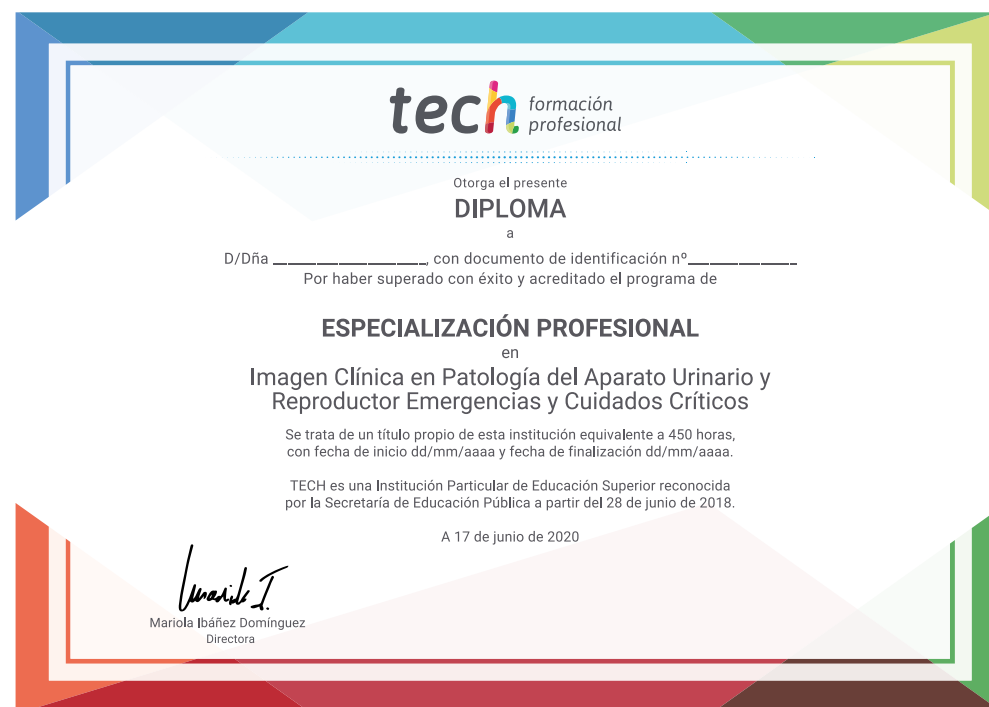 tech formación
profesional
Otorga el presente
DIPLOMA
a
D/Dña ____________________, con documento de identificación nº______________
Por haber superado con éxito y acreditado el programa de
ESPECIALIZACIÓN PROFESIONAL
en
Imagen Clínica en Patología del Aparato Urinario y
Reproductor Emergencias y Cuidados Críticos
Se trata de un título propio de esta institución equivalente a 450 horas,
con fecha de inicio dd/mm/aaaa y fecha de finalización dd/mm/aaaa.
TECH es una Institución Particular de Educación Superior reconocida
por la Secretaría de Educación Pública a partir del 28 de junio de 2018.
A 17 de junio de 2020
Mariola Ibáñez Domínguez
Directora